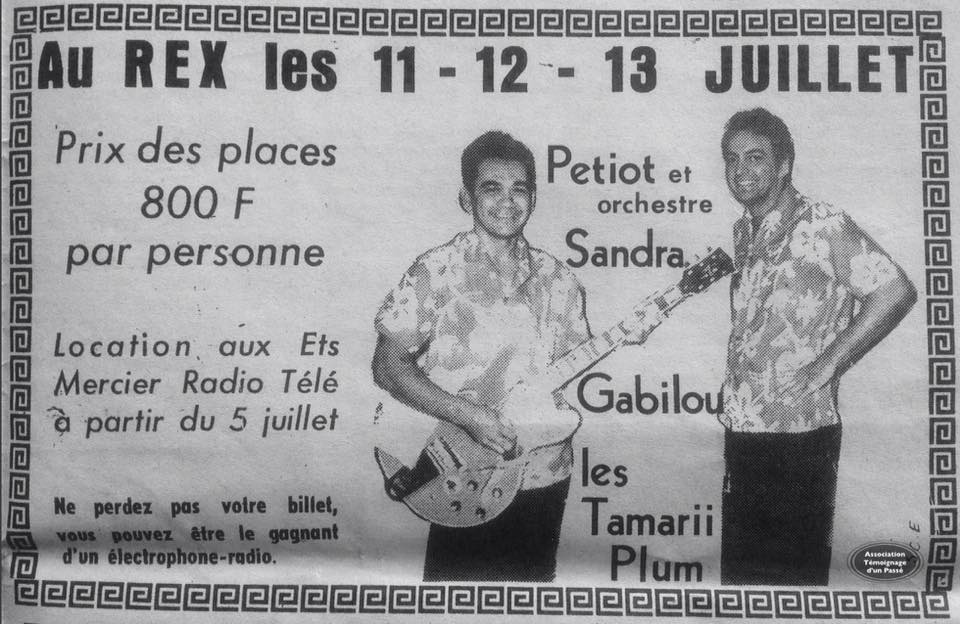 Au REX les 11 - 12 - 13 JUILLET
Prix des places
800 F
par personne
Location aux Ets
Mercier Radio Télé
à partir du 5 juillet
Ne perdez pas votre billet,
vous pouvez être le gagnant
d'un électrophone-radio.
Petiot et
orchestre
Sandra
Gabilou
les
Tamarii
Plum
Association
Témoignage
d'un Passé